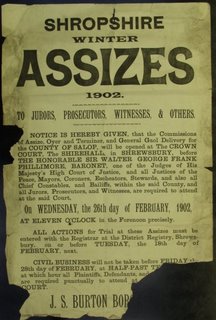 SHROPSHIRE
WINTER
ASSIZES
1902.
TO JURORS, PROSECUTORS, WITNESSES, & OTHERS.
NOTICE IS HEREBY GIVEN, that the Commissions
of Assize, Oyer and Terminer, and General Gaol Delivery for
the COUNTY OF SALOP, will be opened at The CROWN
COURT, The SHIREHALL, in SHREWSBURY, before
THE HONORABLE SIR WALTER GEORGE FRANK
PHILLIMORE, BARONET, one of the Judges of His
Majesty's High Court of Justice, and all Justices of the
Peace, Mayors, Coroners, Escheators, Stewards, and also all
Chief Constables, and Bailiffs, within the said County, and
all Jurors, Prosecutors, and Witnesses, are required to attend
at the said Court.
On WEDNESDAY, the 26th day of FEBRUARY, 1902,
AT ELEVEN O'CLOCK in the Forenoon precisely.
ALL ACTIONS for Trial at these Assizes must be
entered with the Registrar at the District Registry, Shrews-
bury, on or before TUESDAY, the 18th day of
FEBRUARY next.
CIVIL BUSINESS will not be taken before FRIDAY
28th day of FEBRUARY, at HALF-PAST
at which hour all Plaintiffs, Defendants,
are required punctually to attend at
COURT.
J. S. BURTON BOR